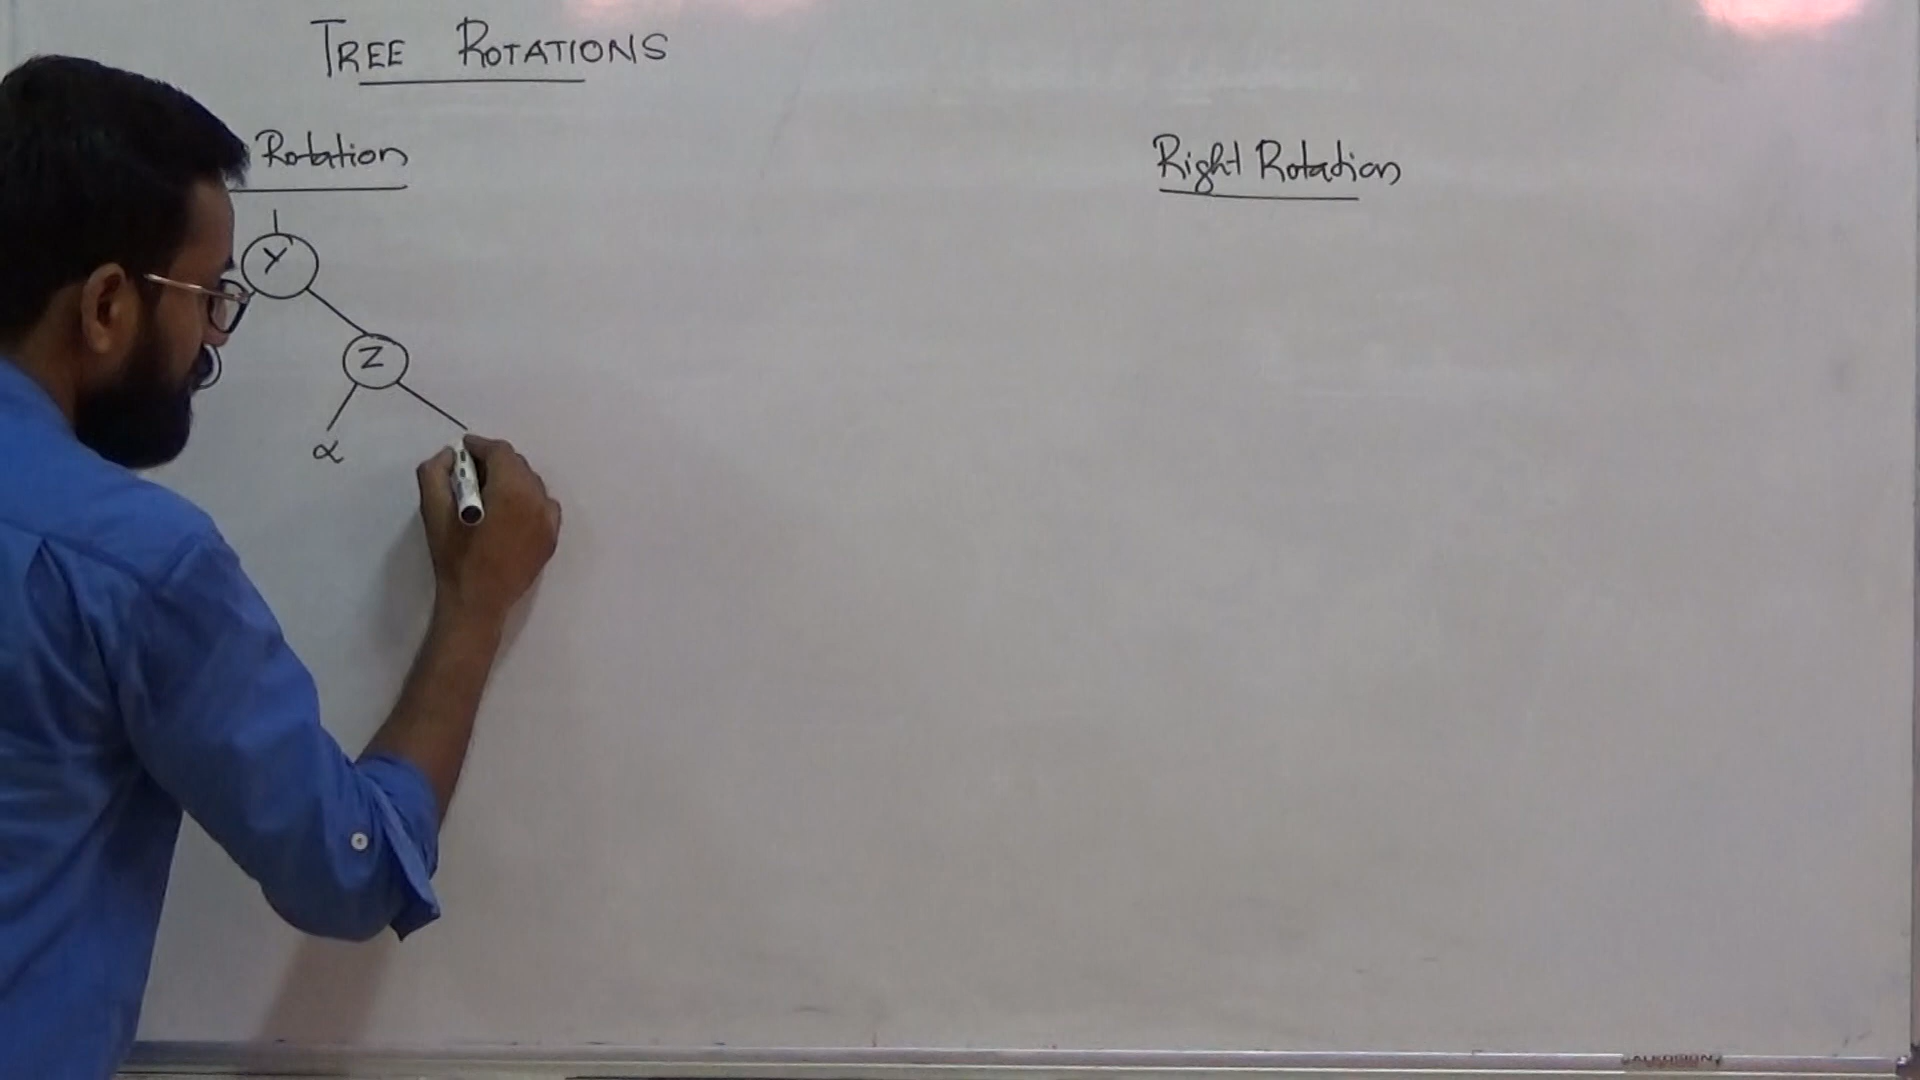 TREE ROTATIONS
Rotation
Right Rotation
Y
Z
α